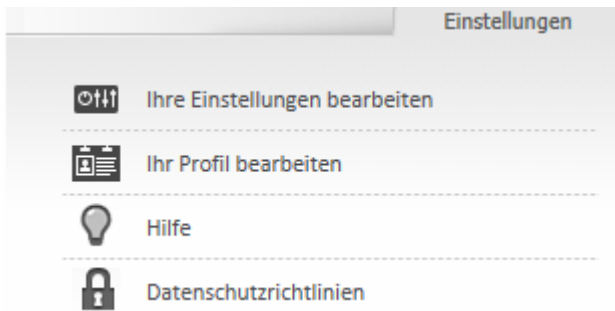 Einstellungen
Ihre Einstellungen bearbeiten
Ihr Profil bearbeiten
Hilfe
Datenschutzrichtlinien